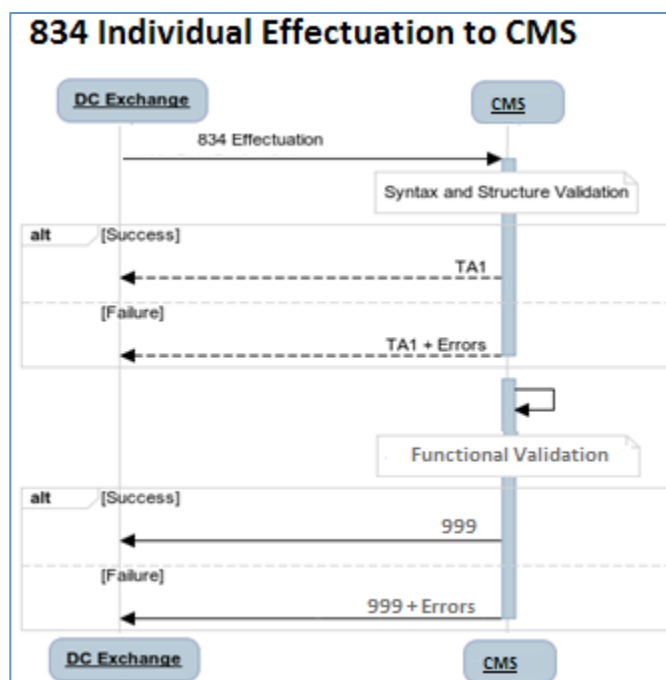 834 Individual Effectuation to CMS
DC Exchange
CMS
834 Effectuation
Syntax and Structure Validation
alt
[Success]
TA1
[Failure]
TA1 + Errors
Functional Validation
alt
[Success]
999
[Failure]
999 + Errors
DC Exchange
CMS